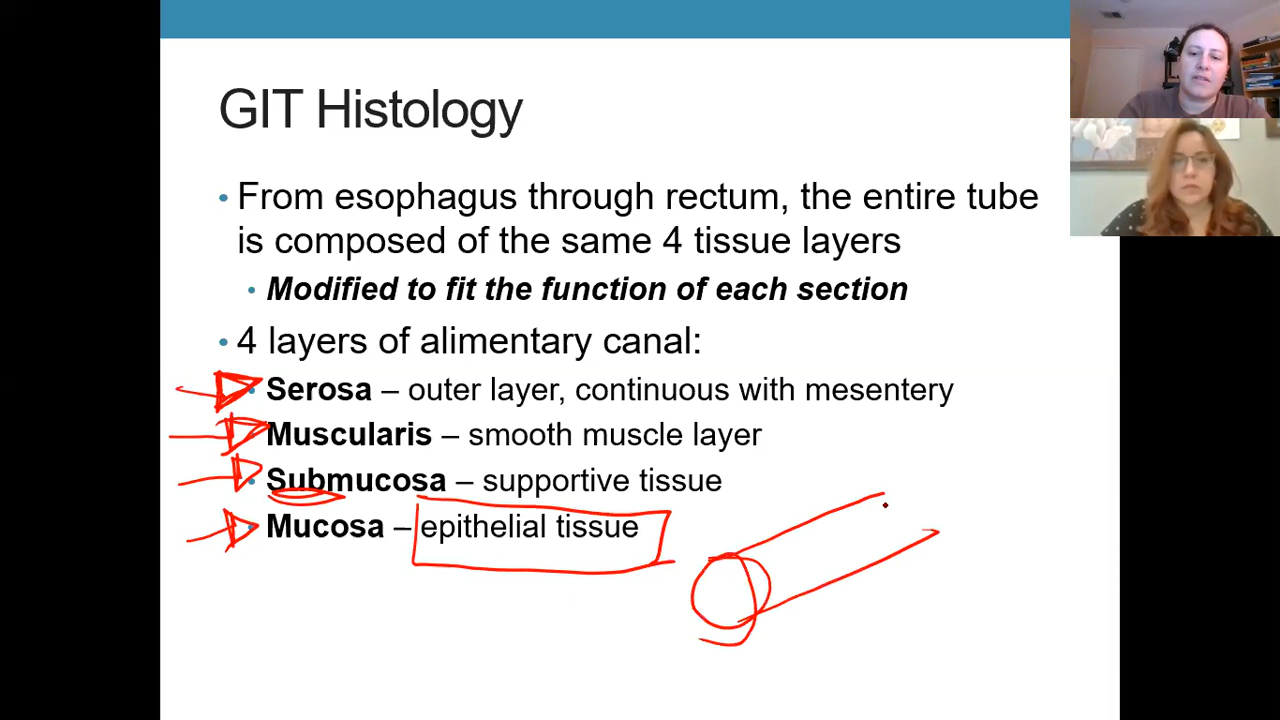 GIT Histology
• From esophagus through rectum, the entire tube
is composed of the same 4 tissue layers
• Modified to fit the function of each section
• 4 layers of alimentary canal:
• Serosa – outer layer, continuous with mesentery
• Muscularis – smooth muscle layer
• Submucosa – supportive tissue
• Mucosa – epithelial tissue